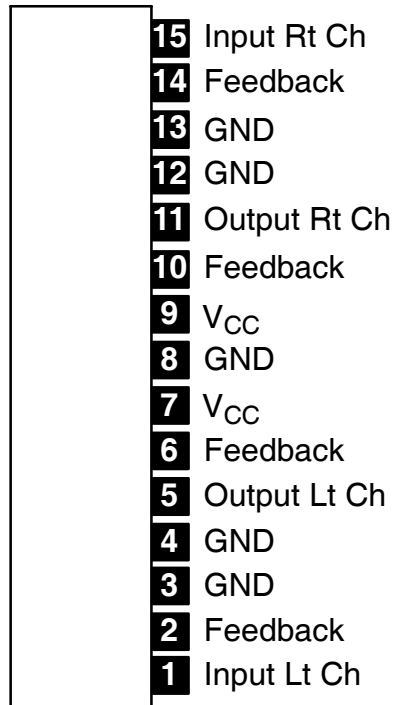 15 Input Rt Ch
14 Feedback
13 GND
12 GND
11 Output Rt Ch
10 Feedback
9 VCC
8 GND
7 VCC
6 Feedback
5 Output Lt Ch
4 GND
3 GND
2 Feedback
1 Input Lt Ch